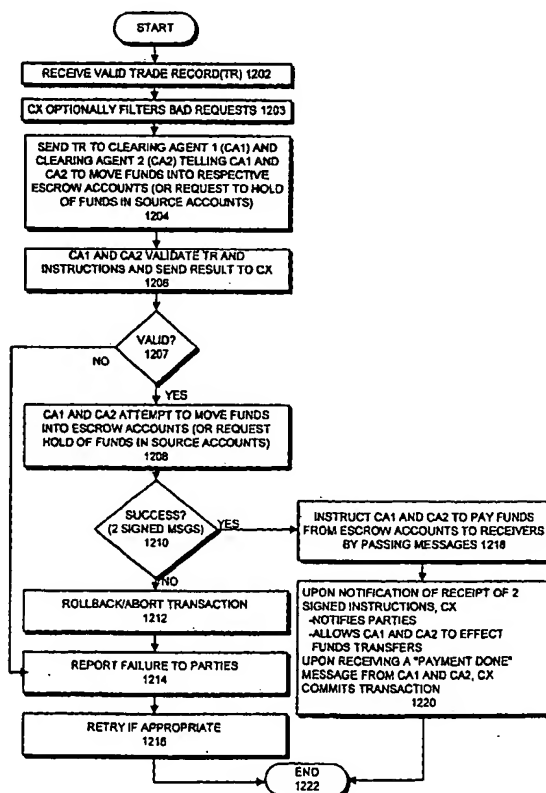 START
RECEIVE VALID TRADE RECORD(TR) 1202
CX OPTIONALLY FILTERS BAD REQUESTS 1203
SEND TR TO CLEARING AGENT 1 (CA1) AND
CLEARING AGENT 2 (CA2) TELLING CA1 AND
CA2 TO MOVE FUNDS INTO RESPECTIVE
ESCROW ACCOUNTS (OR REQUEST TO HOLD
OF FUNDS IN SOURCE ACCOUNTS)
1204
CA1 AND CA2 VALIDATE TR AND
INSTRUCTIONS AND SEND RESULT TO CX
1206
VALID?
1207
NO
YES
CA1 AND CA2 ATTEMPT TO MOVE FUNDS
INTO ESCROW ACCOUNTS (OR REQUEST
HOLD OF FUNDS IN SOURCE ACCOUNTS)
1208
SUCCESS?
(2 SIGNED MSGS)
1210
YES
NO
INSTRUCT CA1 AND CA2 TO PAY FUNDS
FROM ESCROW ACCOUNTS TO RECEIVERS
BY PASSING MESSAGES 1218
ROLLBACK/ABORT TRANSACTION
1212
UPON NOTIFICATION OF RECEIPT OF 2
SIGNED INSTRUCTIONS, CX
-NOTIFIES PARTIES
-ALLOWS CA1 AND CA2 TO EFFECT
FUNDS TRANSFERS
UPON RECEIVING A "PAYMENT DONE"
MESSAGE FROM CA1 AND CA2, CX
COMMITS TRANSACTION
1220
REPORT FAILURE TO PARTIES
1214
RETRY IF APPROPRIATE
1216
END
1222